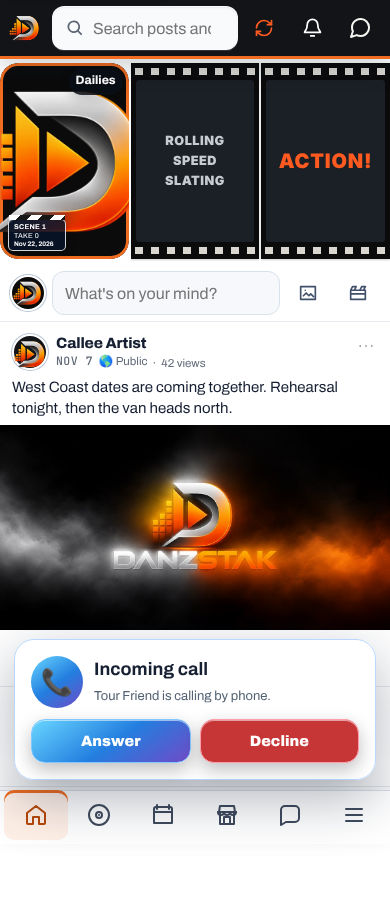 Search posts and
Dailies
SCENE 1
TAKE 0
Nov 22, 2026
ROLLING
SPEED
SLATING
ACTION!
What's on your mind?
Callee Artist
NOV 7 🌎 Public · 42 views
West Coast dates are coming together. Rehearsal
tonight, then the van heads north.
DANZSTAK
Incoming call
Your Friend is calling by phone.
Answer
Decline